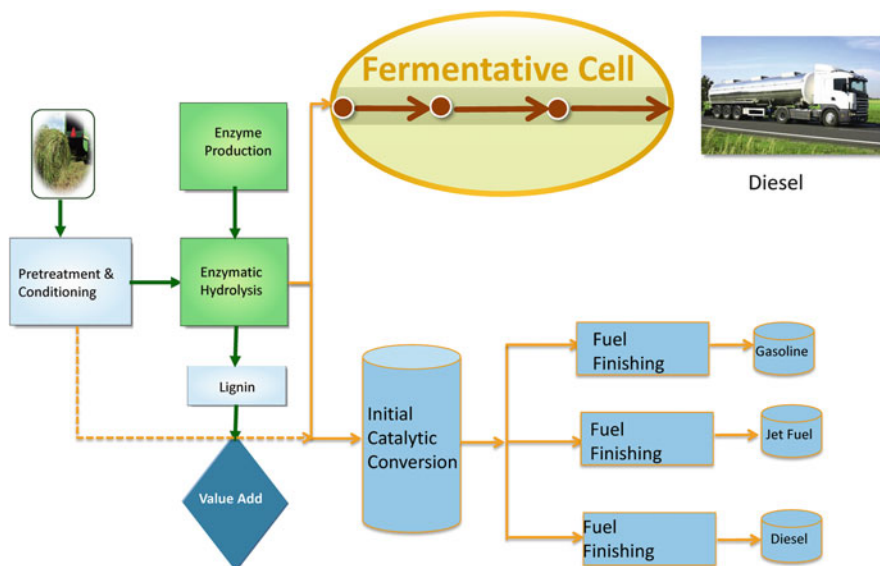 Fermentative Cell
Diesel
Enzyme
Production
Pretreatment &
Conditioning
Enzymatic
Hydrolysis
Lignin
Value Add
Initial
Catalytic
Conversion
Fuel
Finishing
Gasoline
Fuel
Finishing
Jet Fuel
Fuel
Finishing
Diesel